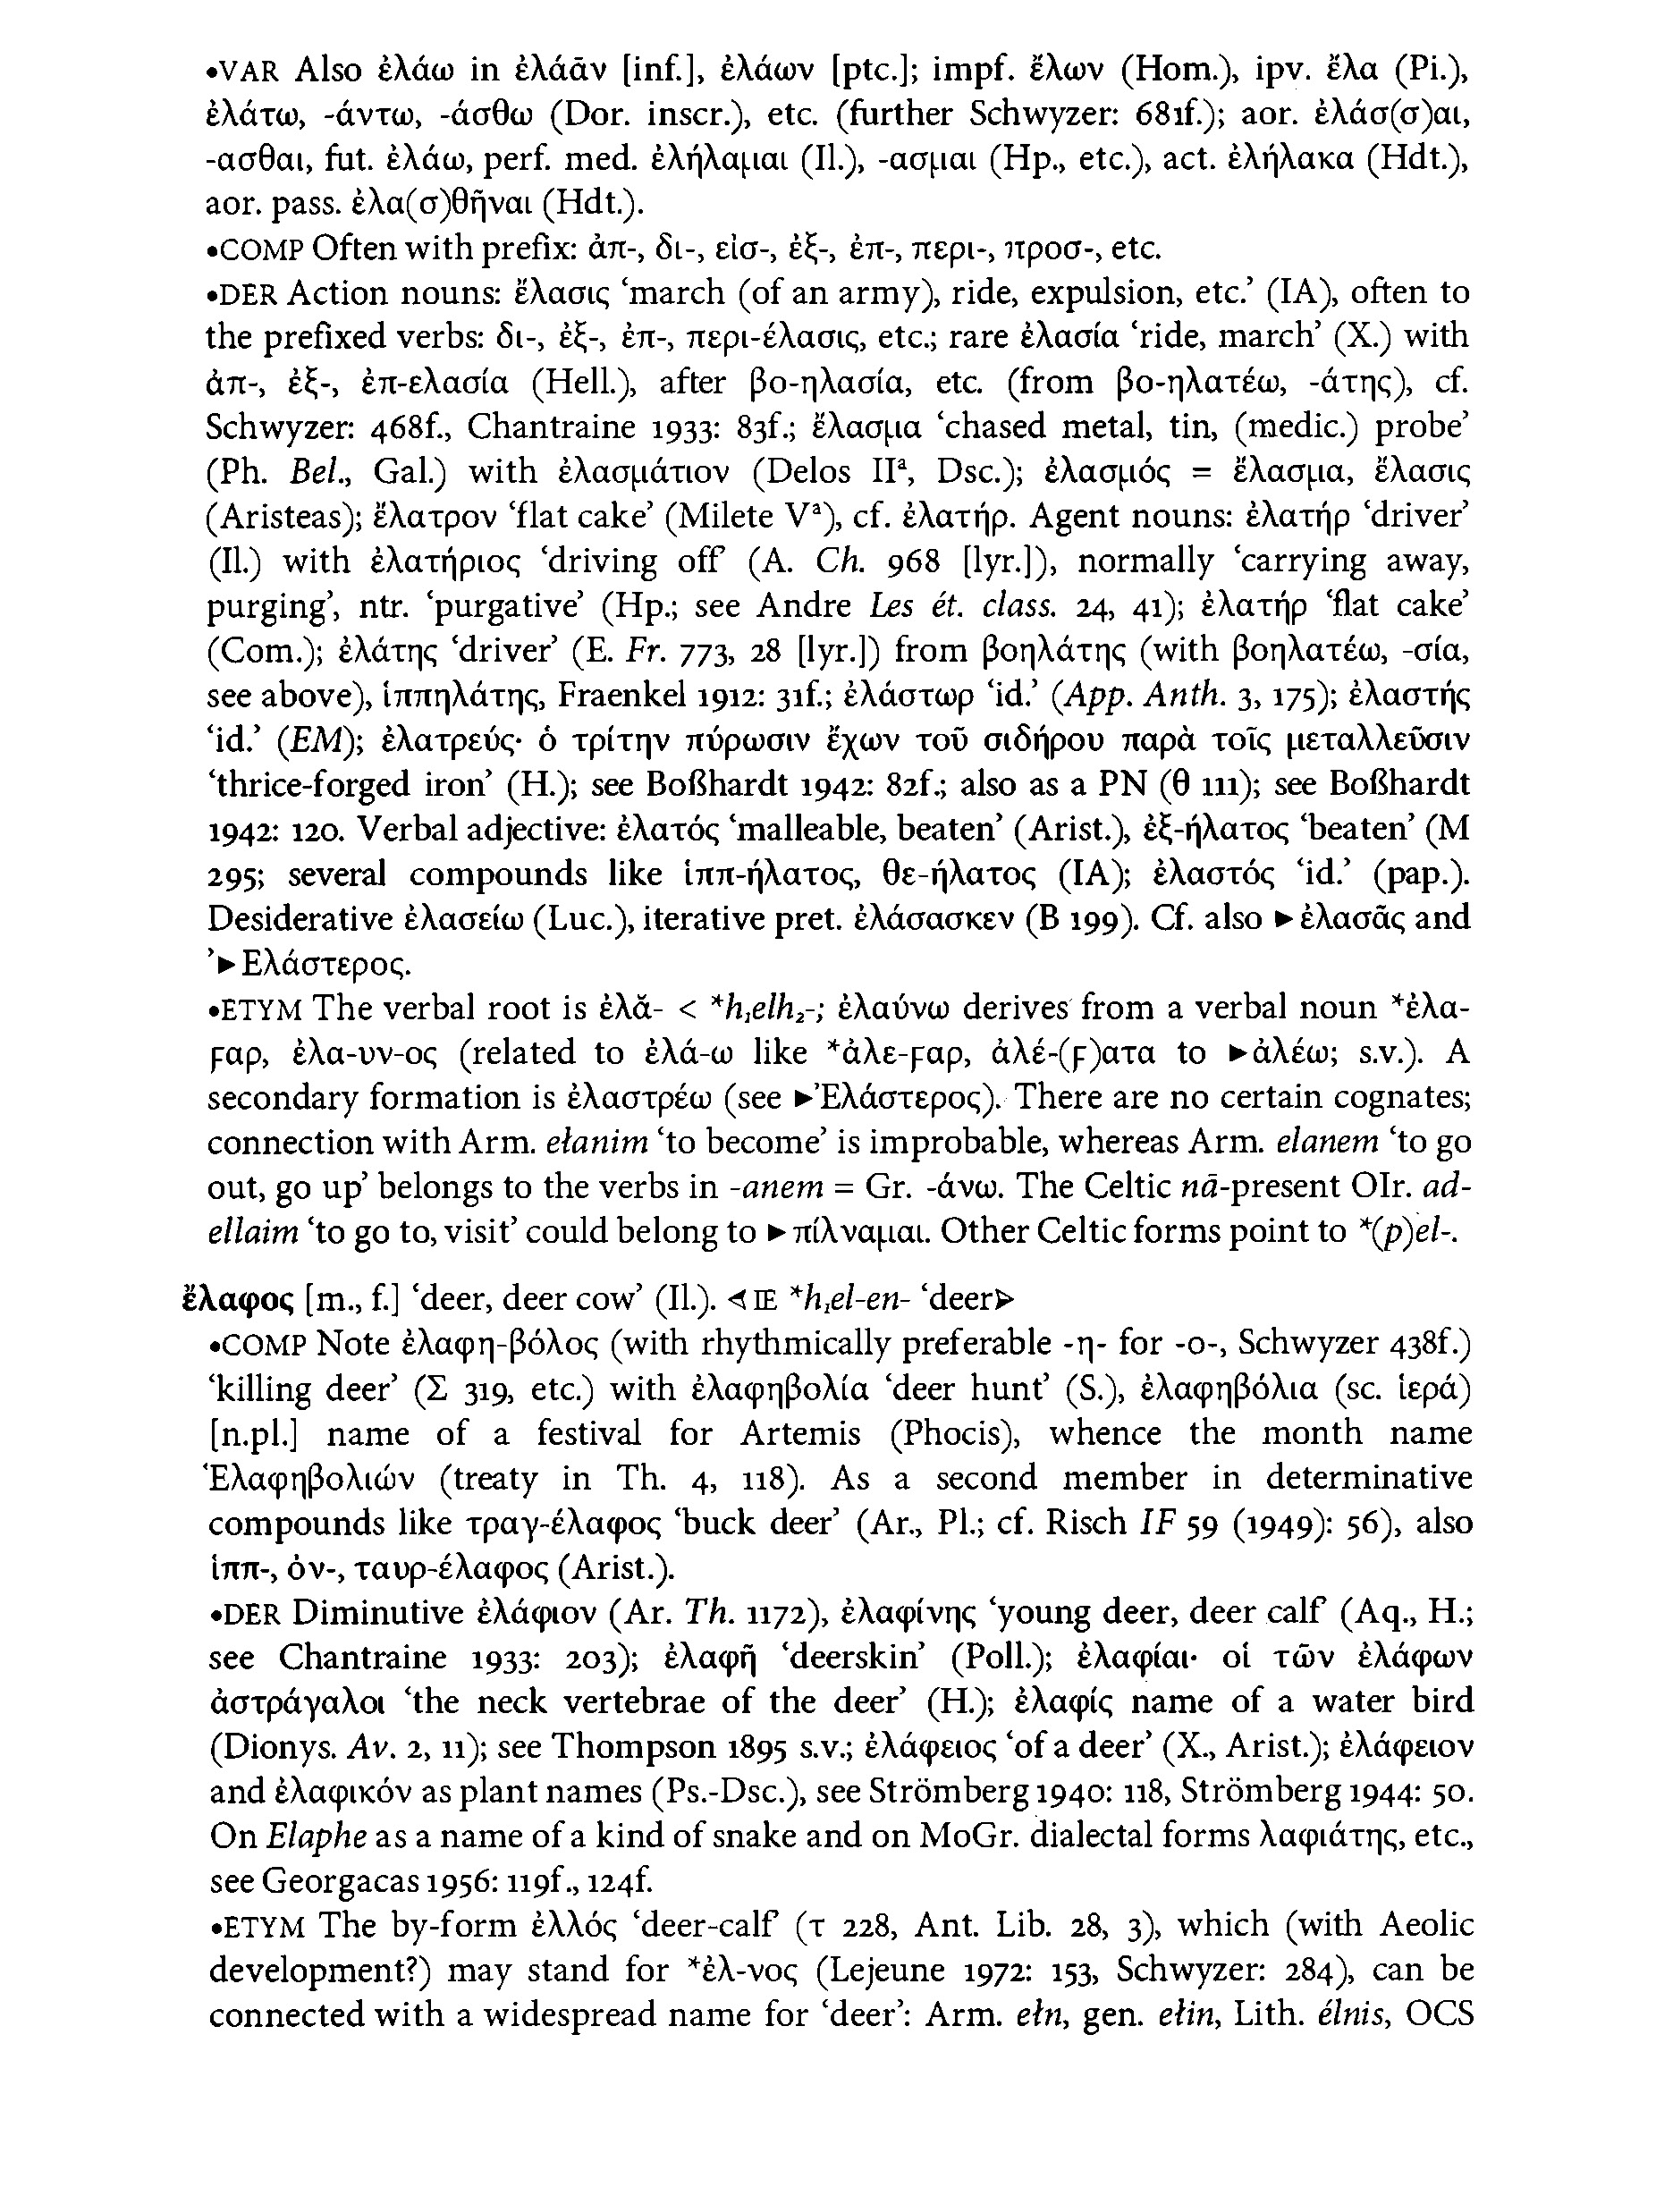 •VAR Also ἐλάω in ἐλάᾱν [inf.], ἐλάων [ptc.]; impf. ἔλων (Hom.), ipv. ἔλα (Pi.),
ἐλάτω, -άντω, -άσθω (Dor. inscr.), etc. (further Schwyzer: 681f.); aor. ἐλάσ(σ)αι,
-ασθαι, fut. ἐλάω, perf. med. ἐλήλαμαι (Il.), -ασμαι (Hp., etc.), act. ἐλήλακα (Hdt.),
aor. pass. ἐλα(σ)θῆναι (Hdt.).
•COMP Often with prefix: ἀπ-, δι-, εἰσ-, ἐξ-, ἐπ-, περι-, προσ-, etc.
•DER Action nouns: ἔλασις ‘march (of an army), ride, expulsion, etc.’ (IA), often to
the prefixed verbs: δι-, ἐξ-, ἐπ-, περι-έλασις, etc.; rare ἐλασία ‘ride, march’ (X.) with
ἀπ-, ἐξ-, ἐπ-ελασία (Hell.), after βο-ηλασία, etc. (from βο-ηλατέω, -άτης), cf.
Schwyzer: 468f., Chantraine 1933: 83f.; ἔλασμα ‘chased metal, tin, (medic.) probe’
(Ph. Bel., Gal.) with ἐλασμάτιον (Delos IIᵃ, Dsc.); ἐλασμός = ἔλασμα, ἔλασις
(Aristeas); ἔλατρον ‘flat cake’ (Milete Vᵃ), cf. ἐλατήρ. Agent nouns: ἐλατήρ ‘driver’
(Il.) with ἐλατήριος ‘driving off’ (A. Ch. 968 [lyr.]), normally ‘carrying away,
purging’, ntr. ‘purgative’ (Hp.; see Andre Les ét. class. 24, 41); ἐλατήρ ‘flat cake’
(Com.); ἐλάτης ‘driver’ (E. Fr. 773, 28 [lyr.]) from βοηλάτης (with βοηλατέω, -σία,
see above), ἱππηλάτης, Fraenkel 1912: 31f.; ἐλάστωρ ‘id.’ (App. Anth. 3, 175); ἐλαστής
‘id.’ (EM); ἐλατρεύς· ὁ τρίτην πύρωσιν ἔχων τοῦ σιδήρου παρὰ τοῖς μεταλλεῦσιν
‘thrice-forged iron’ (H.); see Boßhardt 1942: 82f.; also as a PN (θ 111); see Boßhardt
1942: 120. Verbal adjective: ἐλατός ‘malleable, beaten’ (Arist.), ἐξ-ήλατος ‘beaten’ (M
295; several compounds like ἱππ-ήλατος, θε-ήλατος (IA); ἐλαστός ‘id.’ (pap.).
Desiderative ἐλασείω (Luc.), iterative pret. ἐλάσασκεν (B 199). Cf. also ►ἐλασᾶς and
᾽►Ελάστερος.
•ETYM The verbal root is ἐλᾰ- < *h₁elh₂-; ἐλαύνω derives from a verbal noun *ἐλα-
ϝαρ, ἐλα-υν-ος (related to ἐλά-ω like *ἀλε-ϝαρ, ἀλέ-(ϝ)ατα to ►ἀλέω; s.v.). A
secondary formation is ἐλαστρέω (see ►Ἐλάστερος). There are no certain cognates;
connection with Arm. ełanim ‘to become’ is improbable, whereas Arm. elanem ‘to go
out, go up’ belongs to the verbs in -anem = Gr. -άνω. The Celtic nā-present OIr. ad-
ellaim ‘to go to, visit’ could belong to ►πίλναμαι. Other Celtic forms point to *(p)el-.
ἔλαφος [m., f.] ‘deer, deer cow’ (Il.). ⊲ IE *h₁el-en- ‘deer⊳
•COMP Note ἐλαφη-βόλος (with rhythmically preferable -η- for -ο-, Schwyzer 438f.)
‘killing deer’ (Σ 319, etc.) with ἐλαφηβολία ‘deer hunt’ (S.), ἐλαφηβόλια (sc. ἱερά)
[n.pl.] name of a festival for Artemis (Phocis), whence the month name
Ἐλαφηβολιών (treaty in Th. 4, 118). As a second member in determinative
compounds like τραγ-έλαφος ‘buck deer’ (Ar., Pl.; cf. Risch IF 59 (1949): 56), also
ἱππ-, ὀν-, ταυρ-έλαφος (Arist.).
•DER Diminutive ἐλάφιον (Ar. Th. 1172), ἐλαφίνης ‘young deer, deer calf’ (Aq., H.;
see Chantraine 1933: 203); ἐλαφῆ ‘deerskin’ (Poll.); ἐλαφίαι· οἱ τῶν ἐλάφων
ἀστράγαλοι ‘the neck vertebrae of the deer’ (H.); ἐλαφίς name of a water bird
(Dionys. Av. 2, 11); see Thompson 1895 s.v.; ἐλάφειος ‘of a deer’ (X., Arist.); ἐλάφειον
and ἐλαφικόν as plant names (Ps.-Dsc.), see Strömberg 1940: 118, Strömberg 1944: 50.
On Elaphe as a name of a kind of snake and on MoGr. dialectal forms λαφιάτης, etc.,
see Georgacas 1956: 119f., 124f.
•ETYM The by-form ἐλλός ‘deer-calf’ (τ 228, Ant. Lib. 28, 3), which (with Aeolic
development?) may stand for *ἐλ-νος (Lejeune 1972: 153, Schwyzer: 284), can be
connected with a widespread name for ‘deer’: Arm. ełn, gen. ełin, Lith. élnis, OCS